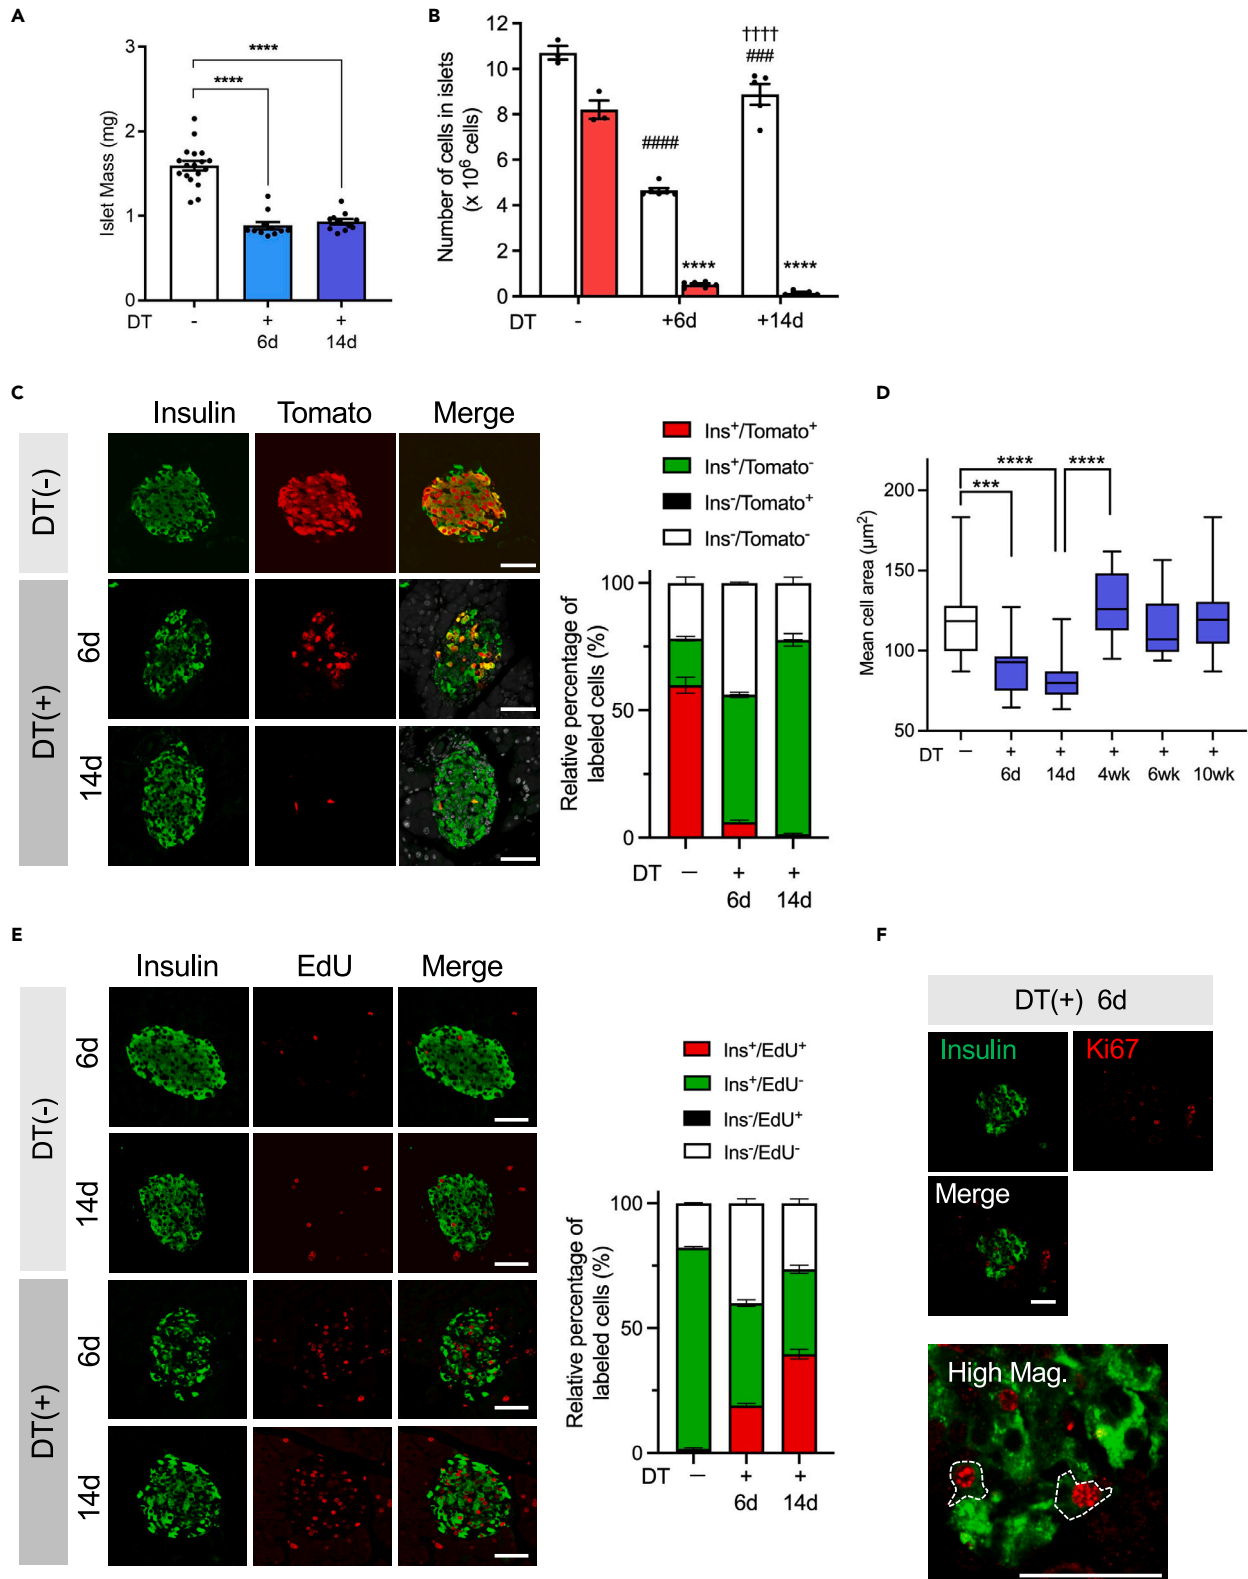 A
Islet Mass (mg)
3
2
1
0
****
****
DT - + +
6d 14d
B
Number of cells in islets
(x 10⁶ cells)
12
10
8
6
4
2
0
####
****
††††
###
****
DT - +6d +14d
C
Insulin Tomato Merge
DT(-)
DT(+)
6d
14d
Ins⁺/Tomato⁺
Ins⁺/Tomato⁻
Ins⁻/Tomato⁺
Ins⁻/Tomato⁻
Relative percentage of
labeled cells (%)
100
50
0
DT — + +
6d 14d
D
Mean cell area (µm²)
200
150
100
50
**** ****
***
DT — + + + + +
6d 14d 4wk 6wk 10wk
E
Insulin EdU Merge
DT(-)
6d
14d
DT(+)
6d
14d
Ins⁺/EdU⁺
Ins⁺/EdU⁻
Ins⁻/EdU⁺
Ins⁻/EdU⁻
Relative percentage of
labeled cells (%)
100
50
0
DT — + +
6d 14d
F
DT(+) 6d
Insulin
Ki67
Merge
High Mag.